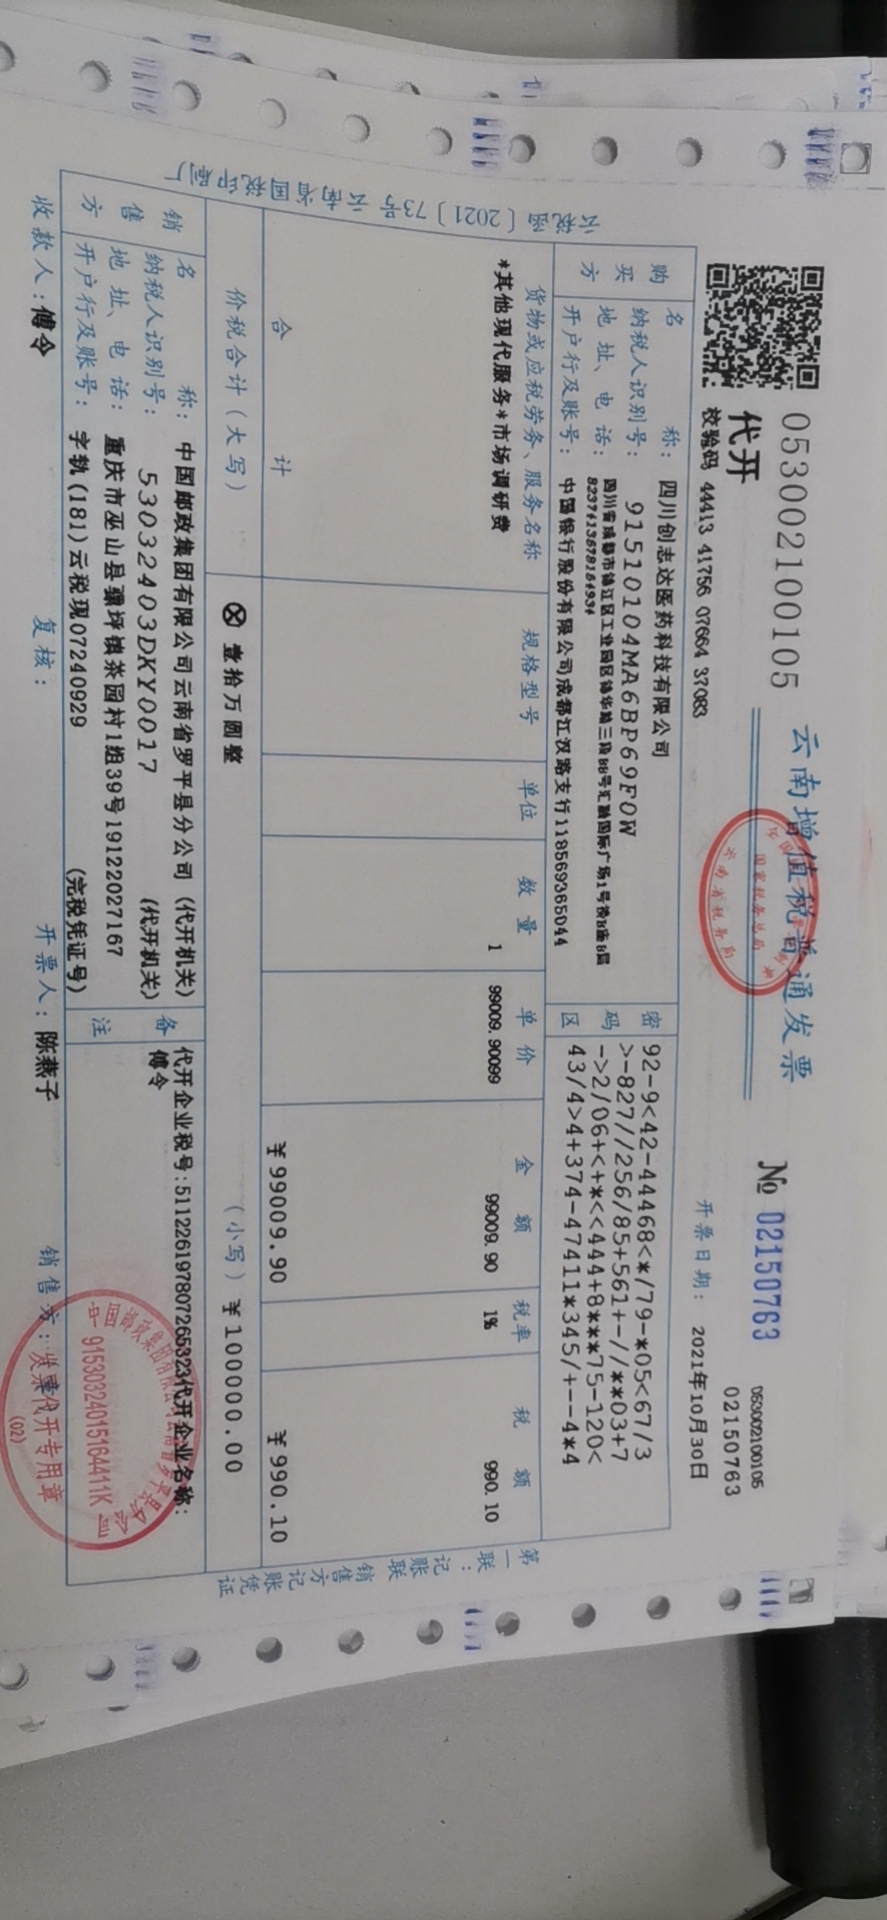 053002100105
云南增值税普通发票
№ 02150763
053002100105
02150763
代开
校验码 44413 41756 07664 37083
开票日期： 2021年10月30日
国家税务总局
云南省税务局
购买方
名称： 四川创志达医药科技有限公司
纳税人识别号： 91510104MA6BP69F0W
地址、电话： 四川省成都市锦江区工业园区锦华路三段88号汇融国际广场1号楼B座8层
开户行及账号： 中国银行股份有限公司成都江汉路支行118569365044
密码区
92-9<42-44468<*/79-*05<67/3
>-827//256/85+561+-//**03+7
->2/06+<+*<<444+8***75-120<
43/4>4+374-47411*345/+--4*4
货物或应税劳务、服务名称 规格型号 单位 数量 单价 金额 税率 税额
*其他现代服务*市场调研费 1 99009.90099 99009.90 1% 990.10
合计 ¥99009.90 ¥990.10
价税合计（大写） ⊗ 壹拾万圆整 （小写）¥100000.00
销售方
名称： 中国邮政集团有限公司云南省罗平县分公司 (代开机关)
纳税人识别号： 53032403DKY0017 (代开机关)
地址、电话： 重庆市巫山县骡坪镇茶园村1组39号19122027167
开户行及账号： 字轨(181)云税现07240929 (完税凭证号)
备注
代开企业税号:511226197807265323代开企业名称:
傅令
中国邮政集团有限公司云南省罗平县分公司
91530324015164411K
发票代开专用章
(02)
收款人：傅令 复核： 开票人：陈燕子 销售方：（章）
云税函〔2021〕73号 云南省国税印刷厂
第一联：记账联 销售方记账凭证